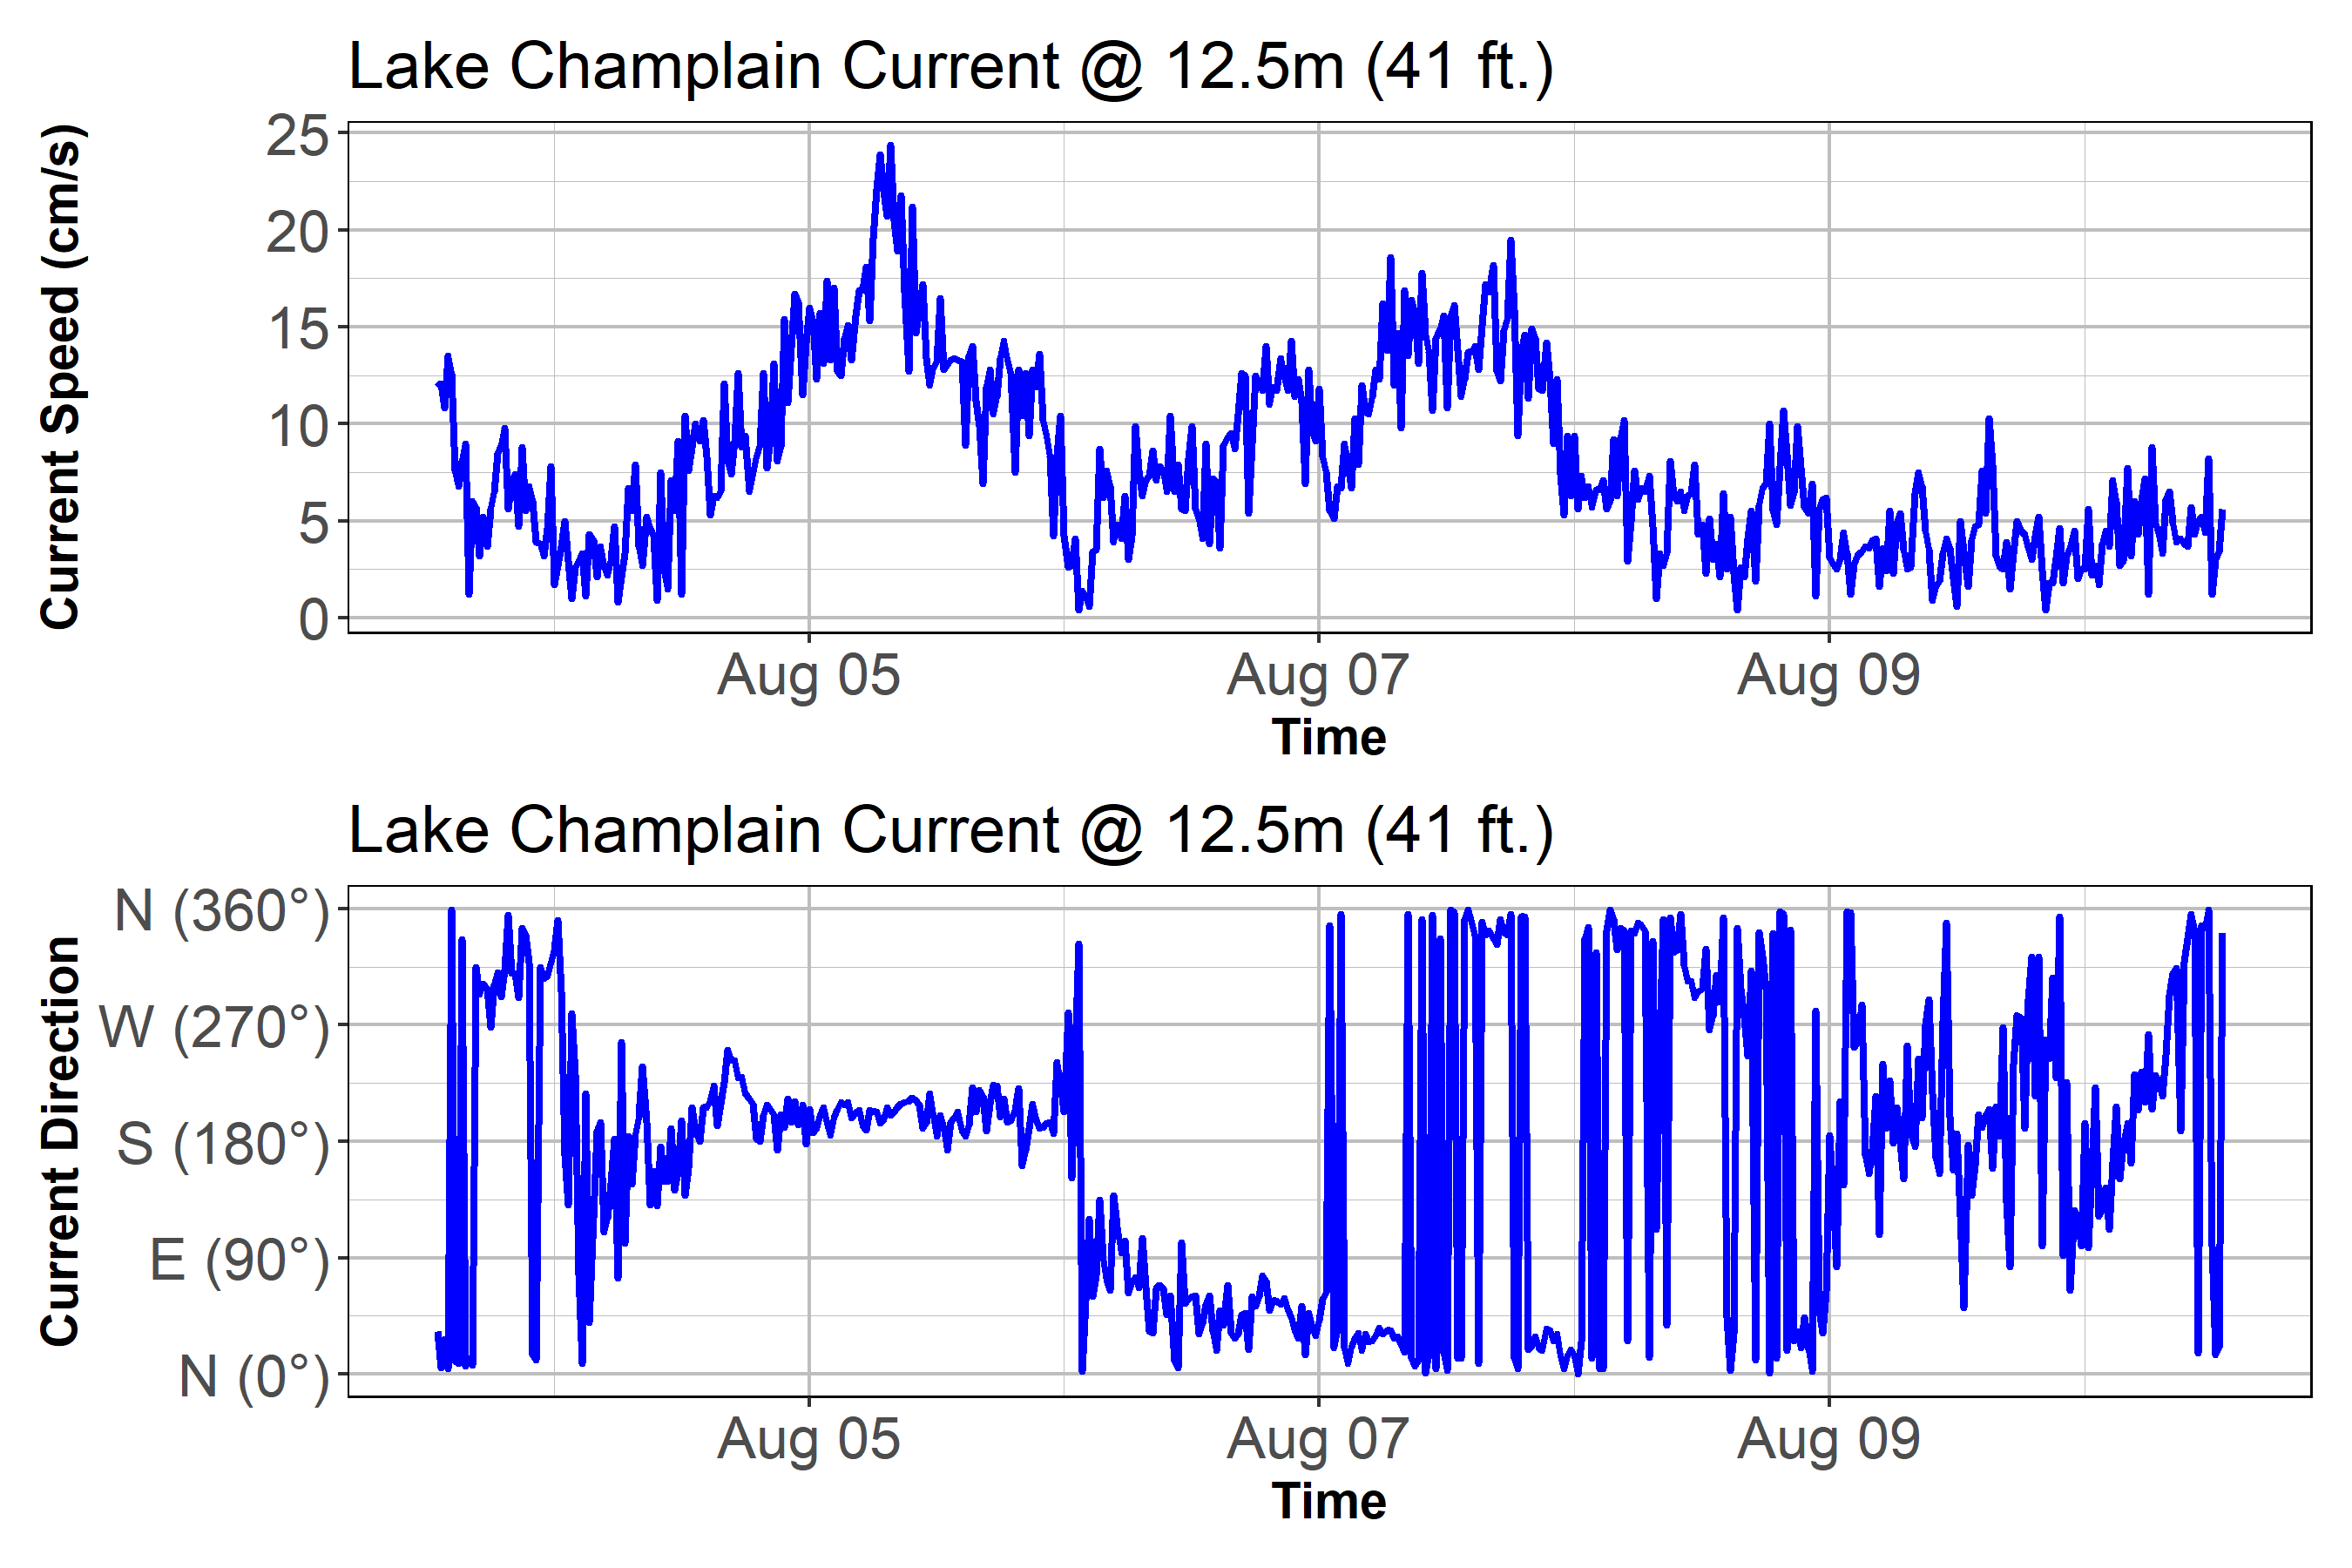 Lake Champlain Current @ 12.5m (41 ft.)
Current Speed (cm/s)
25
20
15
10
5
0
Aug 05 Aug 07 Aug 09
Time
Lake Champlain Current @ 12.5m (41 ft.)
Current Direction
N (360°)
W (270°)
S (180°)
E (90°)
N (0°)
Aug 05 Aug 07 Aug 09
Time